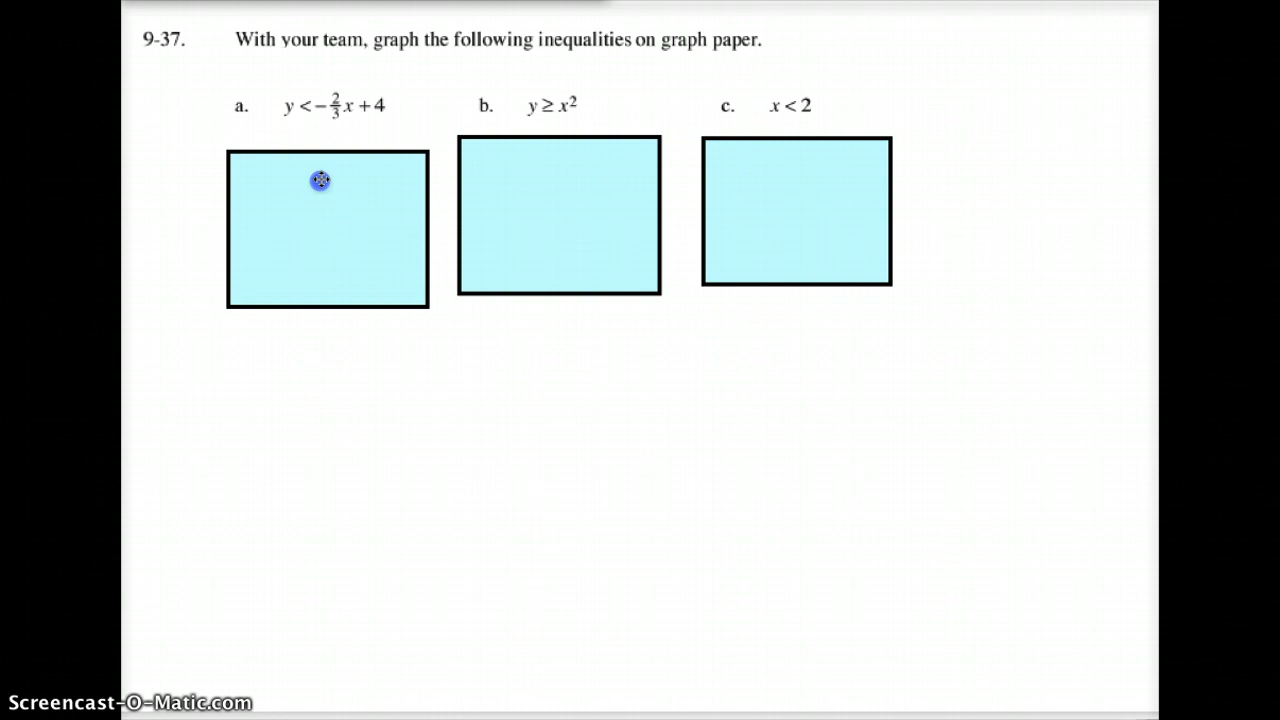 9-37. With your team, graph the following inequalities on graph paper.
a. y < -2/3 x + 4 b. y ≥ x² c. x < 2
Screencast-O-Matic.com